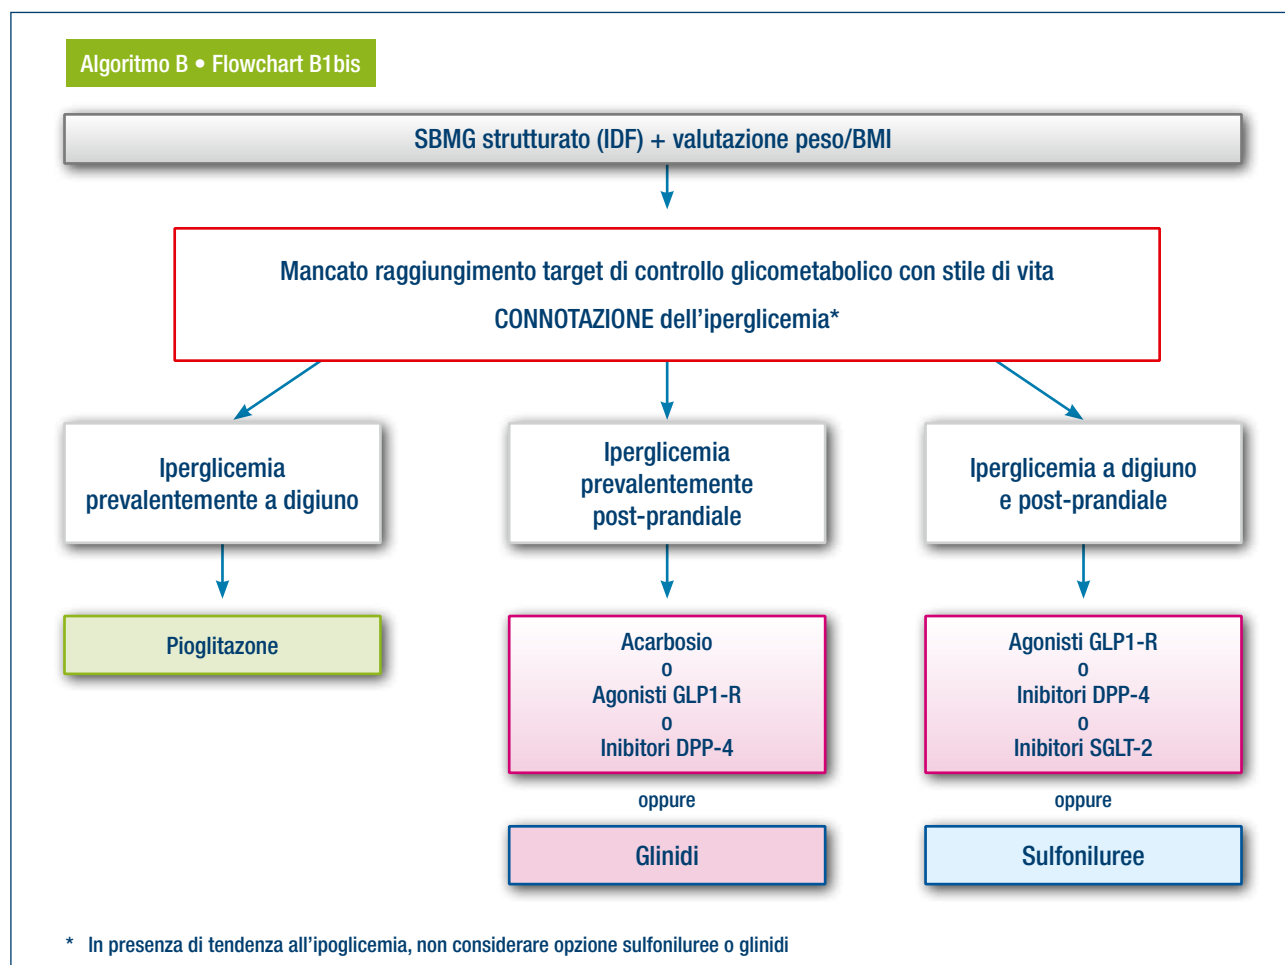 Algoritmo B • Flowchart B1bis
SBMG strutturato (IDF) + valutazione peso/BMI
Mancato raggiungimento target di controllo glicometabolico con stile di vita
CONNOTAZIONE dell’iperglicemia*
Iperglicemia
prevalentemente a digiuno
Iperglicemia
prevalentemente
post-prandiale
Iperglicemia a digiuno
e post-prandiale
Pioglitazone
Acarbosio
o
Agonisti GLP1-R
o
Inibitori DPP-4
oppure
Glinidi
Agonisti GLP1-R
o
Inibitori DPP-4
o
Inibitori SGLT-2
oppure
Sulfoniluree
* In presenza di tendenza all’ipoglicemia, non considerare opzione sulfoniluree o glinidi